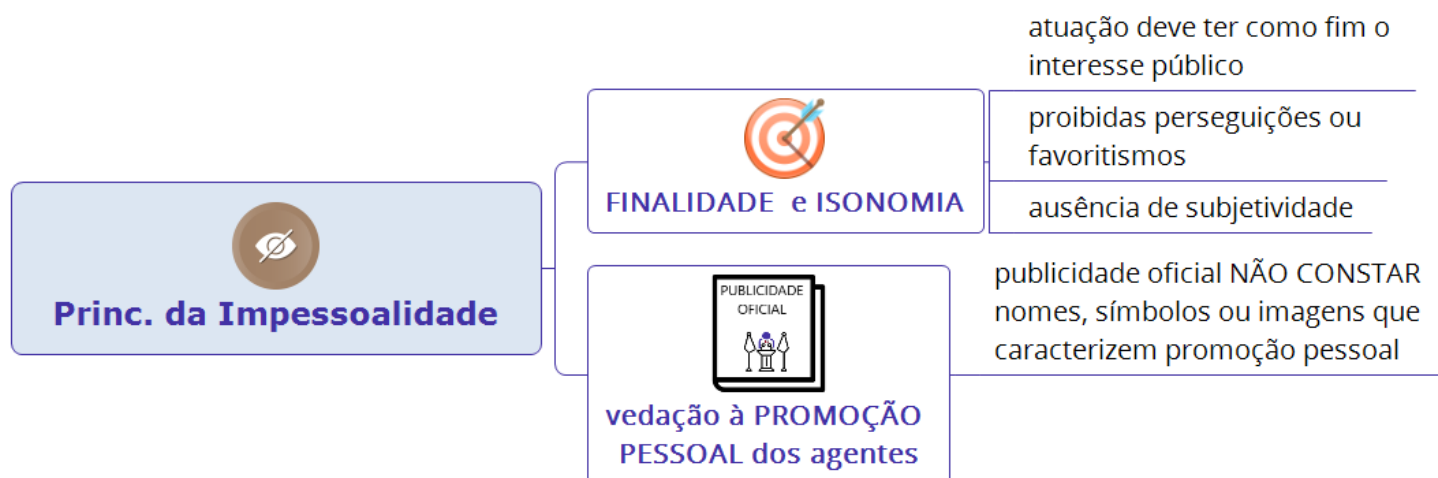 Princ. da Impessoalidade
FINALIDADE e ISONOMIA
atuação deve ter como fim o
interesse público
proibidas perseguições ou
favoritismos
ausência de subjetividade
PUBLICIDADE
OFICIAL
vedação à PROMOÇÃO
PESSOAL dos agentes
publicidade oficial NÃO CONSTAR
nomes, símbolos ou imagens que
caracterizem promoção pessoal